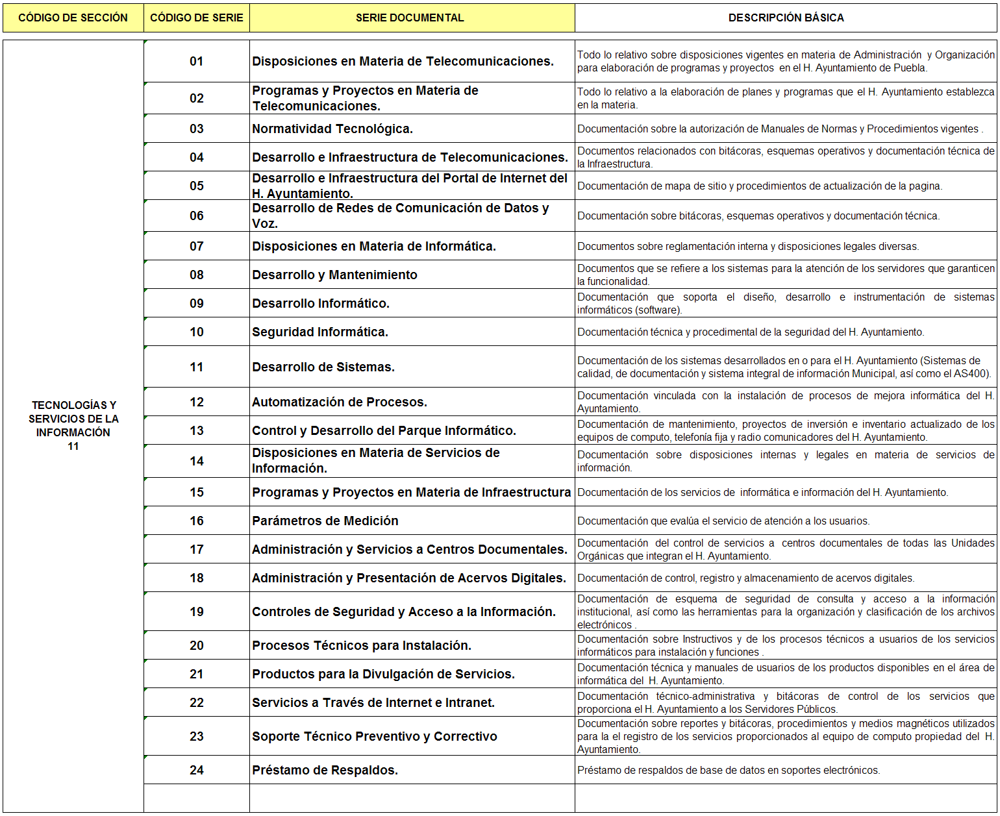 CÓDIGO DE SECCIÓN CÓDIGO DE SERIE SERIE DOCUMENTAL DESCRIPCIÓN BÁSICA
TECNOLOGÍAS Y
SERVICIOS DE LA
INFORMACIÓN
11
01
Disposiciones en Materia de Telecomunicaciones.
Todo lo relativo sobre disposiciones vigentes en materia de Administración y Organización
para elaboración de programas y proyectos en el H. Ayuntamiento de Puebla.
02
Programas y Proyectos en Materia de
Telecomunicaciones.
Todo lo relativo a la elaboración de planes y programas que el H. Ayuntamiento establezca
en la materia.
03
Normatividad Tecnológica.
Documentación sobre la autorización de Manuales de Normas y Procedimientos vigentes .
04
Desarrollo e Infraestructura de Telecomunicaciones.
Documentos relacionados con bitácoras, esquemas operativos y documentación técnica de
la Infraestructura.
05
Desarrollo e Infraestructura del Portal de Internet del
H. Ayuntamiento.
Documentación de mapa de sitio y procedimientos de actualización de la pagina.
06
Desarrollo de Redes de Comunicación de Datos y
Voz.
Documentación sobre bitácoras, esquemas operativos y documentación técnica.
07
Disposiciones en Materia de Informática.
Documentos sobre reglamentación interna y disposiciones legales diversas.
08
Desarrollo y Mantenimiento
Documentos que se refiere a los sistemas para la atención de los servidores que garanticen
la funcionalidad.
09
Desarrollo Informático.
Documentación que soporta el diseño, desarrollo e instrumentación de sistemas
informáticos (software).
10
Seguridad Informática.
Documentación técnica y procedimental de la seguridad del H. Ayuntamiento.
11
Desarrollo de Sistemas.
Documentación de los sistemas desarrollados en o para el H. Ayuntamiento (Sistemas de
calidad, de documentación y sistema integral de información Municipal, así como el AS400).
12
Automatización de Procesos.
Documentación vinculada con la instalación de procesos de mejora informática del H.
Ayuntamiento.
13
Control y Desarrollo del Parque Informático.
Documentación de mantenimiento, proyectos de inversión e inventario actualizado de los
equipos de computo, telefonía fija y radio comunicadores del H. Ayuntamiento.
14
Disposiciones en Materia de Servicios de
Información.
Documentación sobre disposiciones internas y legales en materia de servicios de
información.
15
Programas y Proyectos en Materia de Infraestructura
Documentación de los servicios de informática e información del H. Ayuntamiento.
16
Parámetros de Medición
Documentación que evalúa el servicio de atención a los usuarios.
17
Administración y Servicios a Centros Documentales.
Documentación del control de servicios a centros documentales de todas las Unidades
Orgánicas que integran el H. Ayuntamiento.
18
Administración y Presentación de Acervos Digitales.
Documentación de control, registro y almacenamiento de acervos digitales.
19
Controles de Seguridad y Acceso a la Información.
Documentación de esquema de seguridad de consulta y acceso a la información
institucional, así como las herramientas para la organización y clasificación de los archivos
electrónicos .
20
Procesos Técnicos para Instalación.
Documentación sobre Instructivos y de los procesos técnicos a usuarios de los servicios
informáticos para instalación y funciones .
21
Productos para la Divulgación de Servicios.
Documentación técnica y manuales de usuarios de los productos disponibles en el área de
informática del H. Ayuntamiento.
22
Servicios a Través de Internet e Intranet.
Documentación técnico-administrativa y bitácoras de control de los servicios que
proporciona el H. Ayuntamiento a los Servidores Públicos.
23
Soporte Técnico Preventivo y Correctivo
Documentación sobre reportes y bitácoras, procedimientos y medios magnéticos utilizados
para la el registro de los servicios proporcionados al equipo de computo propiedad del H.
Ayuntamiento.
24
Préstamo de Respaldos.
Préstamo de respaldos de base de datos en soportes electrónicos.